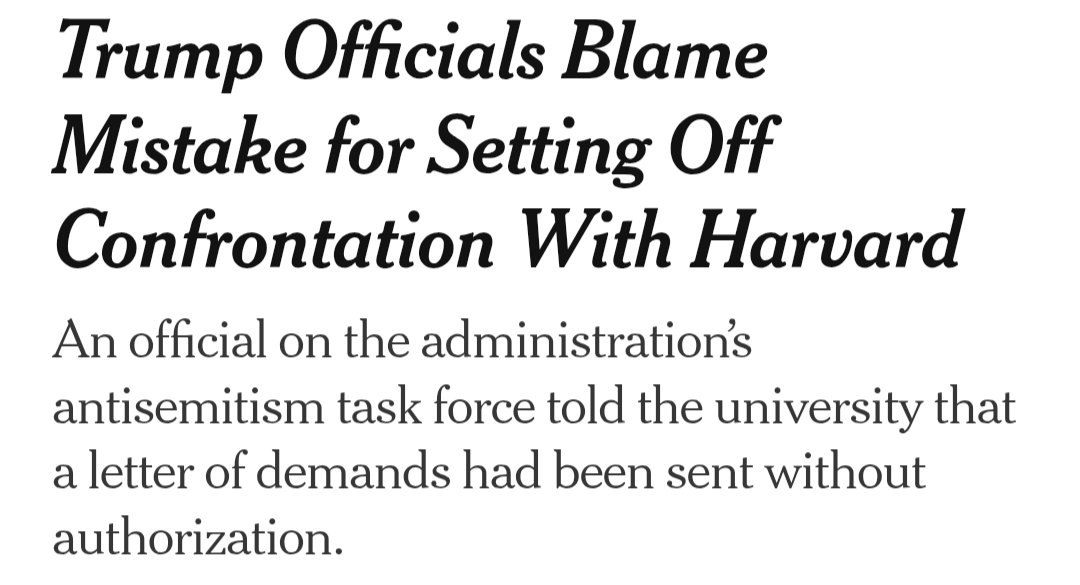 Trump Officials Blame
Mistake for Setting Off
Confrontation With Harvard
An official on the administration’s
antisemitism task force told the university that
a letter of demands had been sent without
authorization.